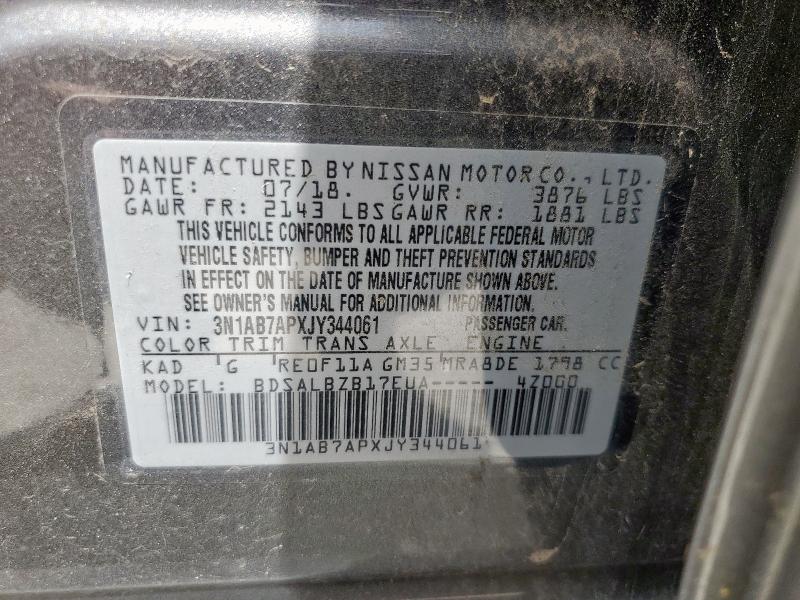 MANUFACTURED BY NISSAN MOTOR CO., LTD.
DATE: 07/18. GVWR: 3876 LBS
GAWR FR: 2143 LBS GAWR RR: 1881 LBS
THIS VEHICLE CONFORMS TO ALL APPLICABLE FEDERAL MOTOR
VEHICLE SAFETY, BUMPER AND THEFT PREVENTION STANDARDS
IN EFFECT ON THE DATE OF MANUFACTURE SHOWN ABOVE.
SEE OWNER'S MANUAL FOR ADDITIONAL INFORMATION.
VIN: 3N1AB7APXJY344061 PASSENGER CAR.
COLOR TRIM TRANS AXLE ENGINE
KAD G RE0F11A GM35 MRA8DE 1798 CC
MODEL: BDSALBZB17EUA----- 4Z0G0
3N1AB7APXJY344061